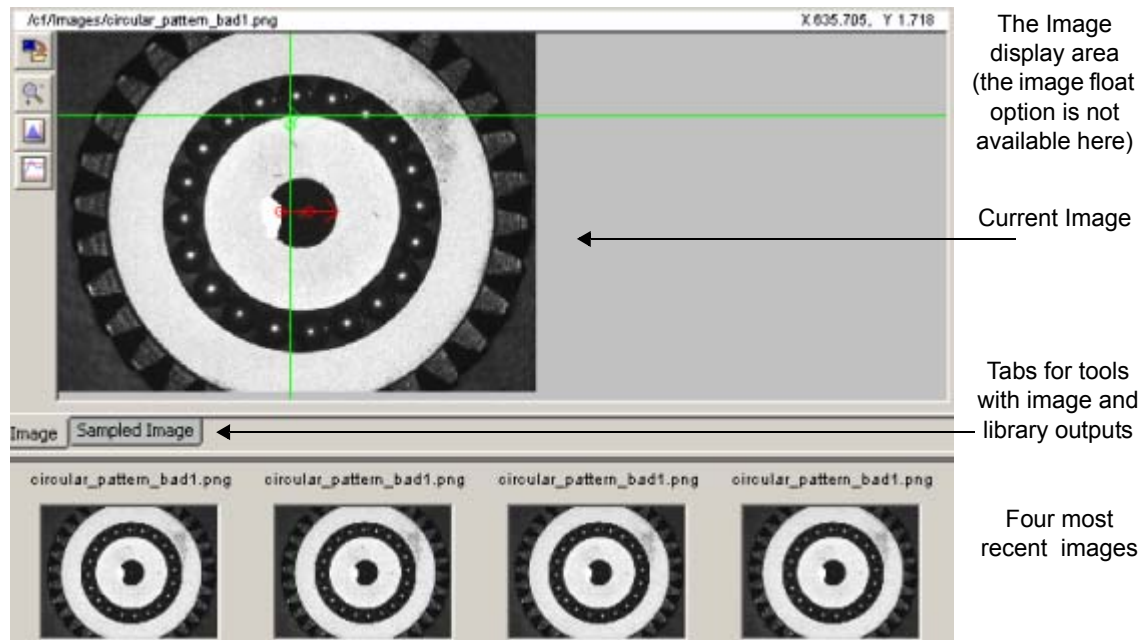 /cf/Images/circular_pattern_bad1.png
X 635.705, Y 1.718
The Image
display area
(the image float
option is not
available here)
Current Image
Tabs for tools
with image and
library outputs
Image
Sampled Image
circular_pattern_bad1.png
circular_pattern_bad1.png
circular_pattern_bad1.png
circular_pattern_bad1.png
Four most
recent images